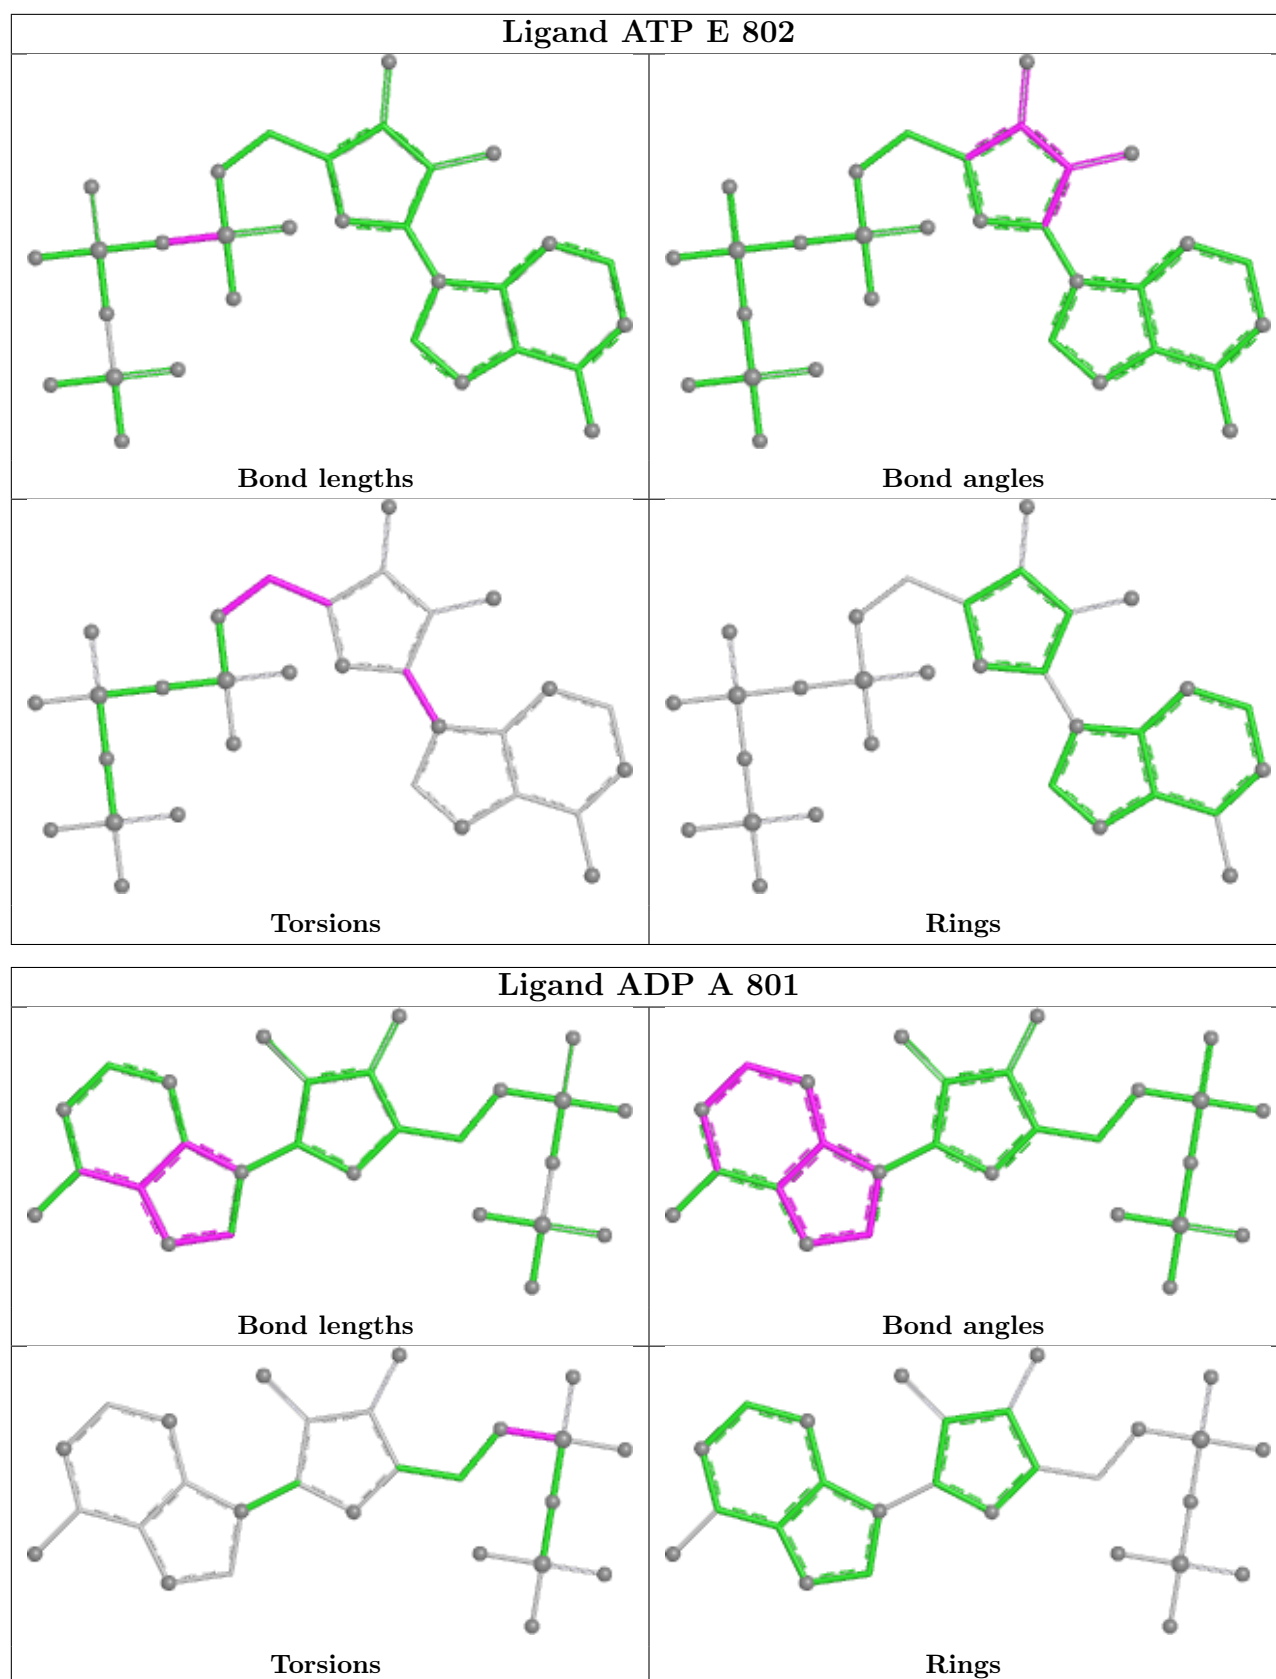 Ligand ATP E 802
Bond lengths
Bond angles
Torsions
Rings
Ligand ADP A 801
Bond lengths
Bond angles
Torsions
Rings